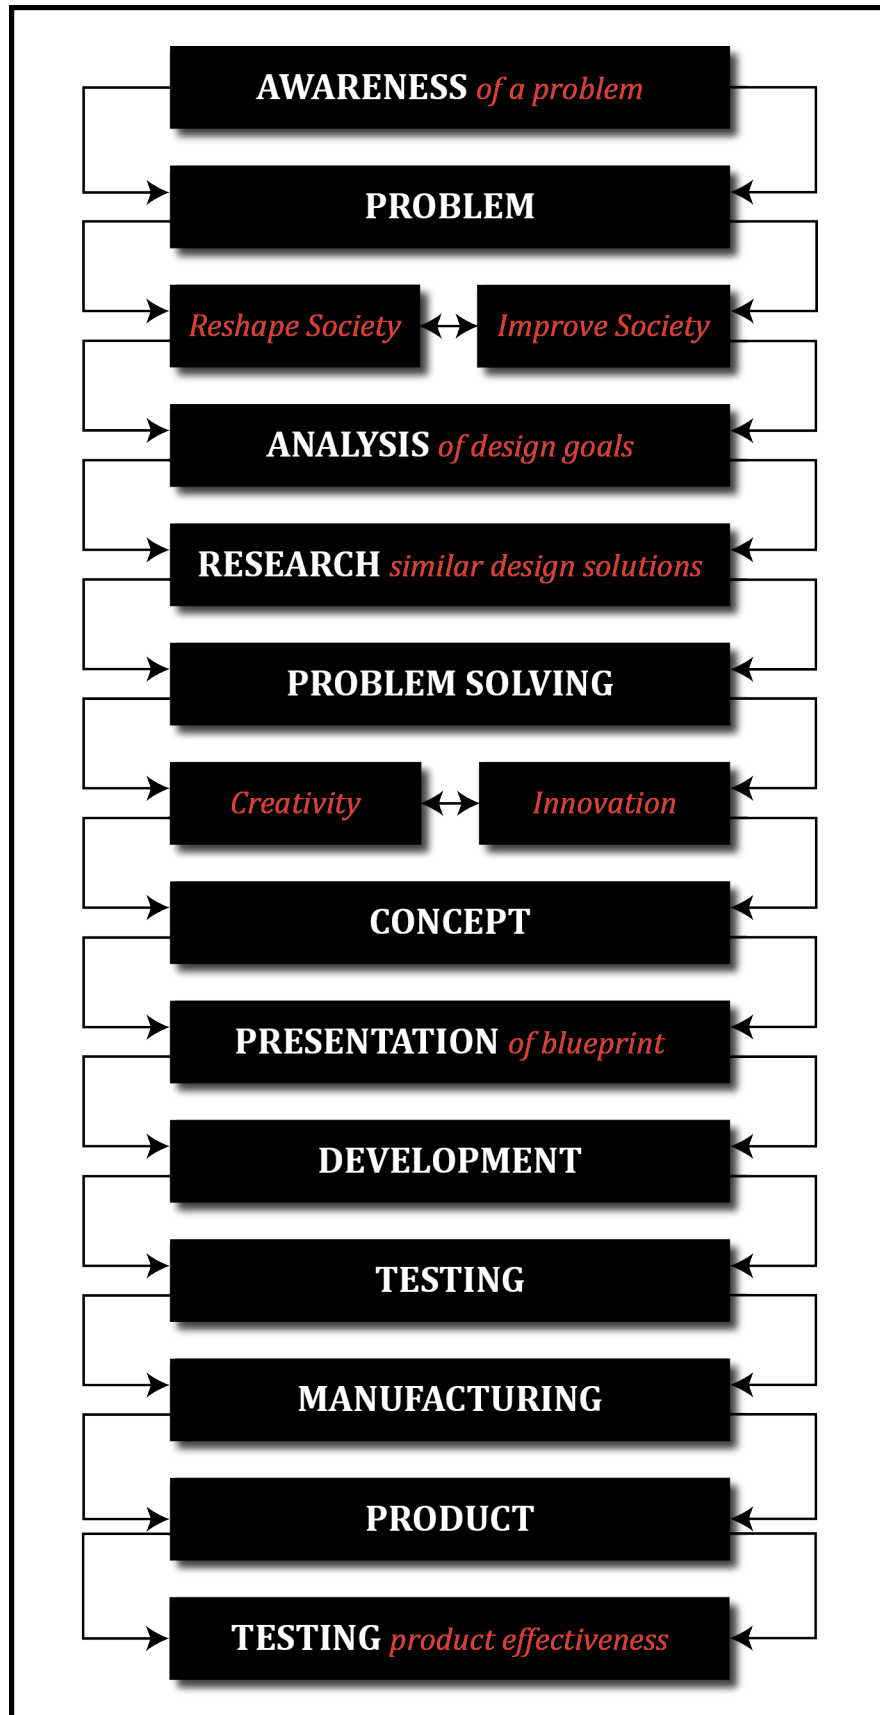 AWARENESS of a problem
PROBLEM
Reshape Society
Improve Society
ANALYSIS of design goals
RESEARCH similar design solutions
PROBLEM SOLVING
Creativity
Innovation
CONCEPT
PRESENTATION of blueprint
DEVELOPMENT
TESTING
MANUFACTURING
PRODUCT
TESTING product effectiveness